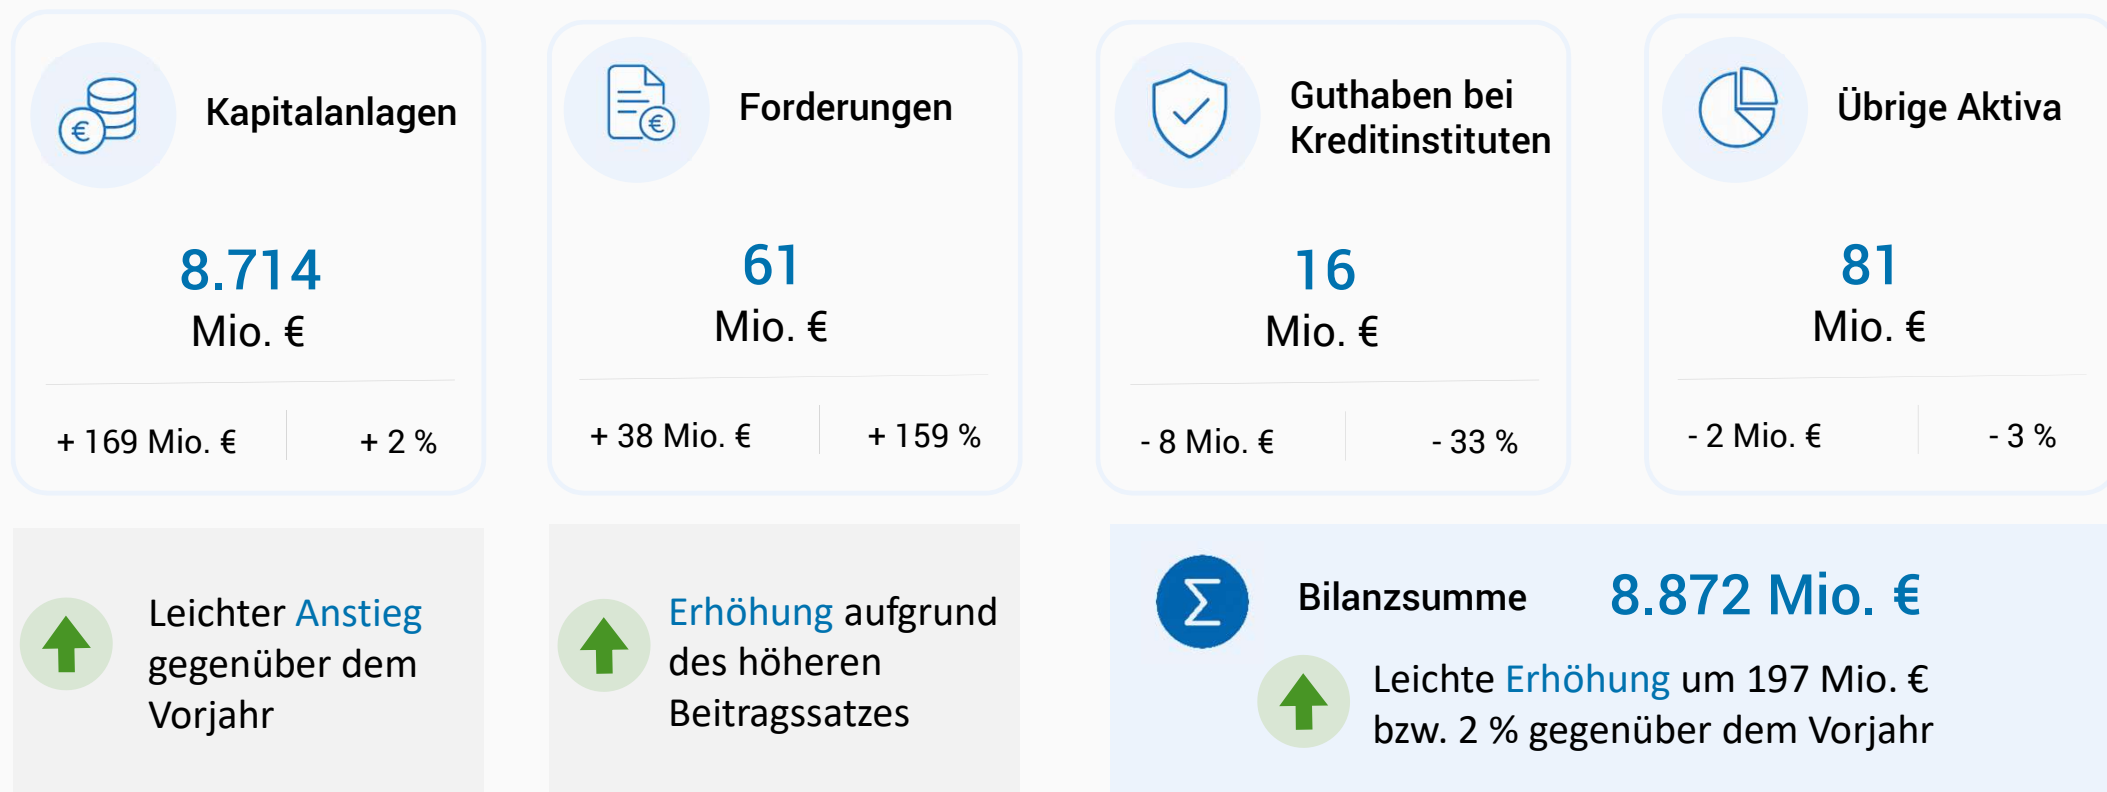 Kapitalanlagen
8.714
Mio. €
+ 169 Mio. €
+ 2 %
Forderungen
61
Mio. €
+ 38 Mio. €
+ 159 %
Guthaben bei
Kreditinstituten
16
Mio. €
- 8 Mio. €
- 33 %
Übrige Aktiva
81
Mio. €
- 2 Mio. €
- 3 %
Leichter Anstieg
gegenüber dem
Vorjahr
Erhöhung aufgrund
des höheren
Beitragssatzes
Σ
Bilanzsumme 8.872 Mio. €
Leichte Erhöhung um 197 Mio. €
bzw. 2 % gegenüber dem Vorjahr